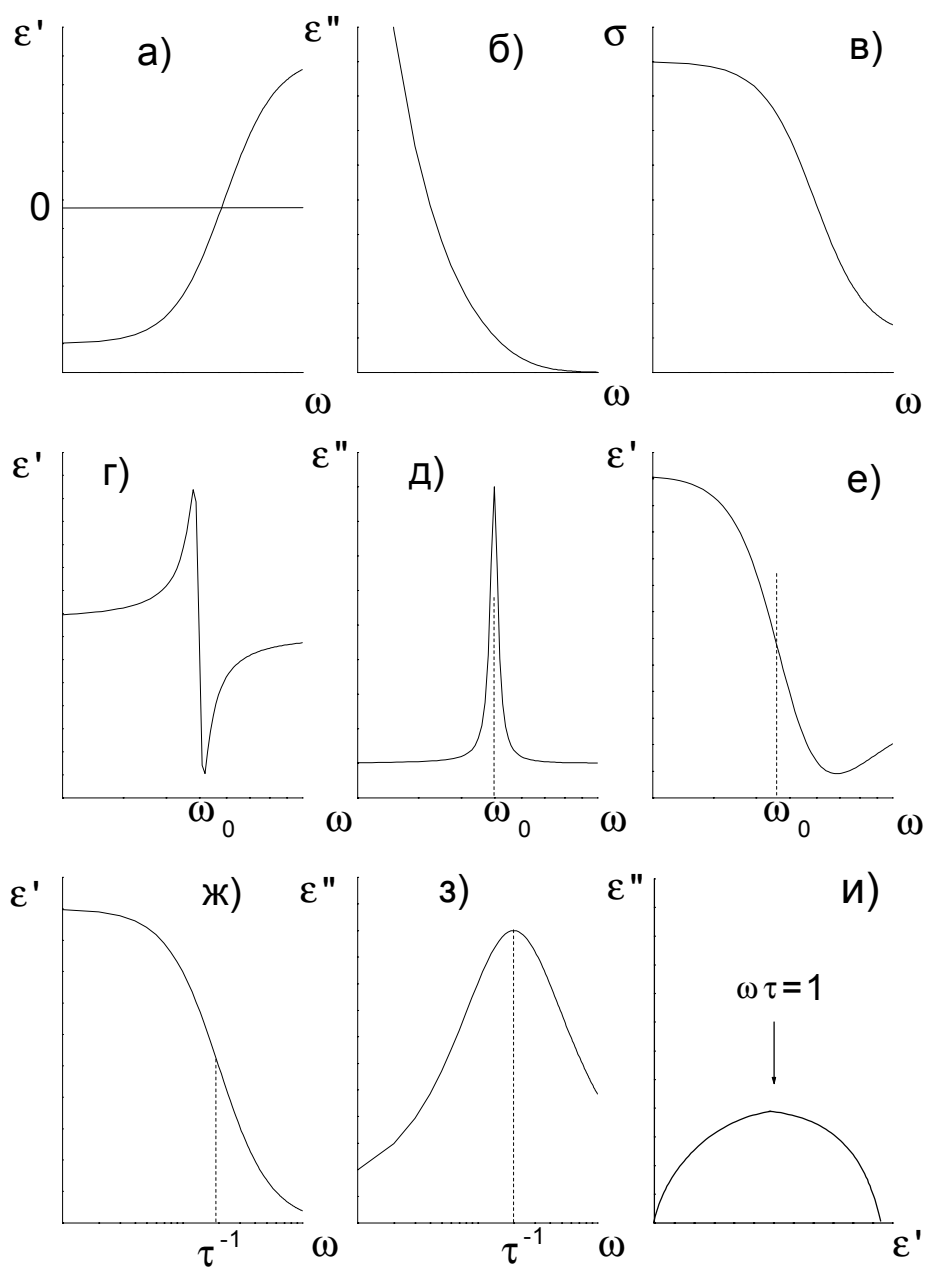 ε' а) ε" б) σ в)
0
ω ω ω
ε' г) ε" д) ε' е)
ω₀ ω ω₀ ω ω₀ ω
ε' ж) ε" з) ε" и)
ωτ=1
τ⁻¹ ω τ⁻¹ ω ε'